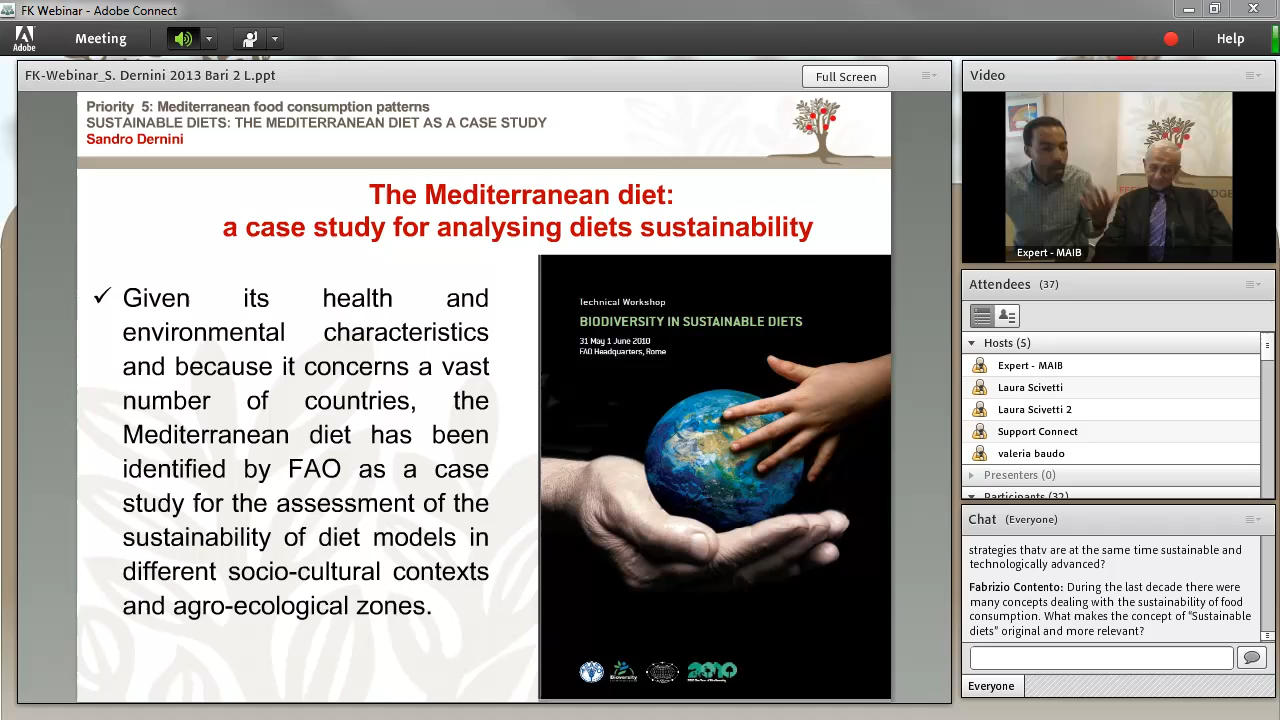 FK Webinar - Adobe Connect
Adobe
Meeting
Help
FK-Webinar_S. Dernini 2013 Bari 2 L.ppt
Full Screen
Priority 5: Mediterranean food consumption patterns
SUSTAINABLE DIETS: THE MEDITERRANEAN DIET AS A CASE STUDY
Sandro Dernini
The Mediterranean diet:
a case study for analysing diets sustainability
✓ Given its health and
environmental characteristics
and because it concerns a vast
number of countries, the
Mediterranean diet has been
identified by FAO as a case
study for the assessment of the
sustainability of diet models in
different socio-cultural contexts
and agro-ecological zones.
Technical Workshop
BIODIVERSITY IN SUSTAINABLE DIETS
31 May 1 June 2010
FAO Headquarters, Rome
Bioversity
2010
Video
Expert - MAIB
Attendees (37)
Hosts (5)
Expert - MAIB
Laura Scivetti
Laura Scivetti 2
Support Connect
valeria baudo
Presenters (0)
Participants (32)
Chat (Everyone)
strategies thatv are at the same time sustainable and
technologically advanced?
Fabrizio Contento: During the last decade there were
many concepts dealing with the sustainability of food
consumption. What makes the concept of “Sustainable
diets” original and more relevant?
Everyone